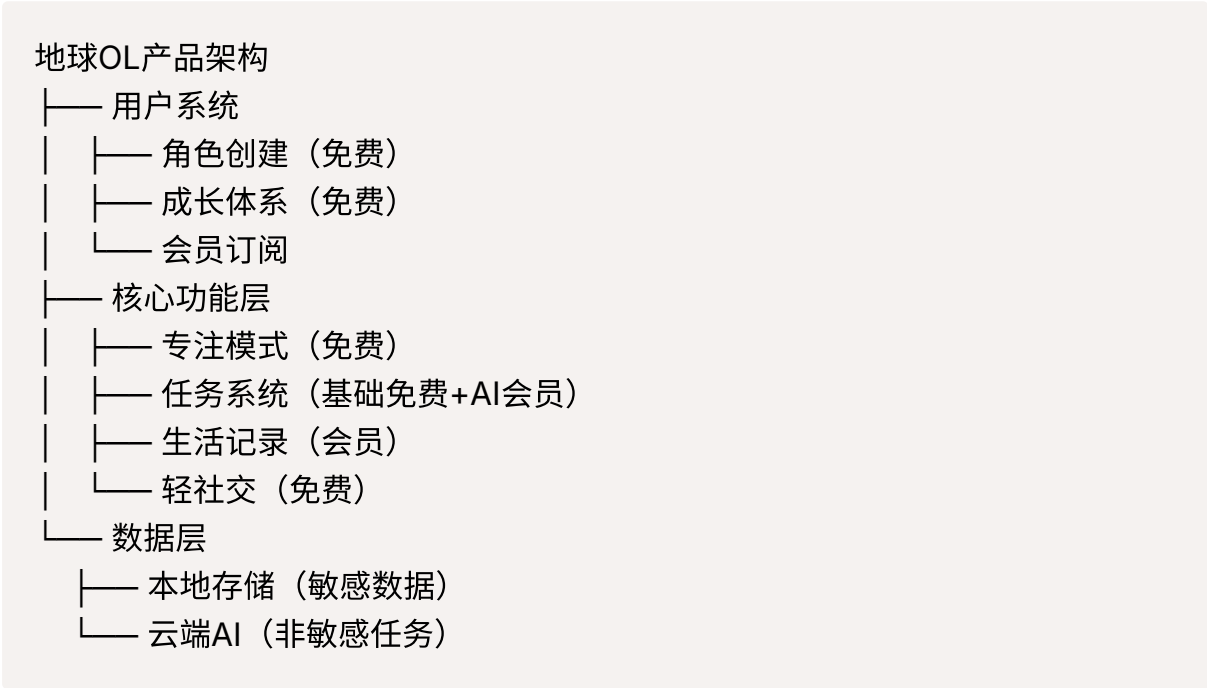 地球OL产品架构
├── 用户系统
│   ├── 角色创建（免费）
│   ├── 成长体系（免费）
│   └── 会员订阅
├── 核心功能层
│   ├── 专注模式（免费）
│   ├── 任务系统（基础免费+AI会员）
│   ├── 生活记录（会员）
│   └── 轻社交（免费）
└── 数据层
    ├── 本地存储（敏感数据）
    └── 云端AI（非敏感任务）